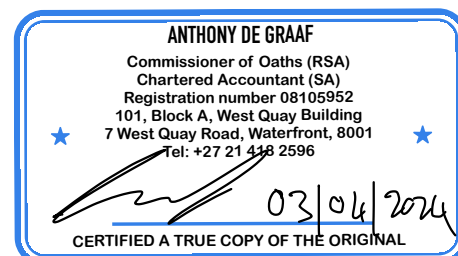 ANTHONY DE GRAAF
Commissioner of Oaths (RSA)
Chartered Accountant (SA)
Registration number 08105952
101, Block A, West Quay Building
7 West Quay Road, Waterfront, 8001
Tel: +27 21 418 2596
03/04/2024
CERTIFIED A TRUE COPY OF THE ORIGINAL